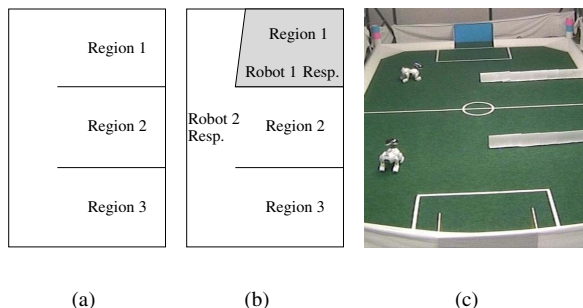 Region 1
Region 2
Region 3
Region 1
Robot 1 Resp.
Robot 2
Resp.
Region 2
Region 3
(a)
(b)
(c)